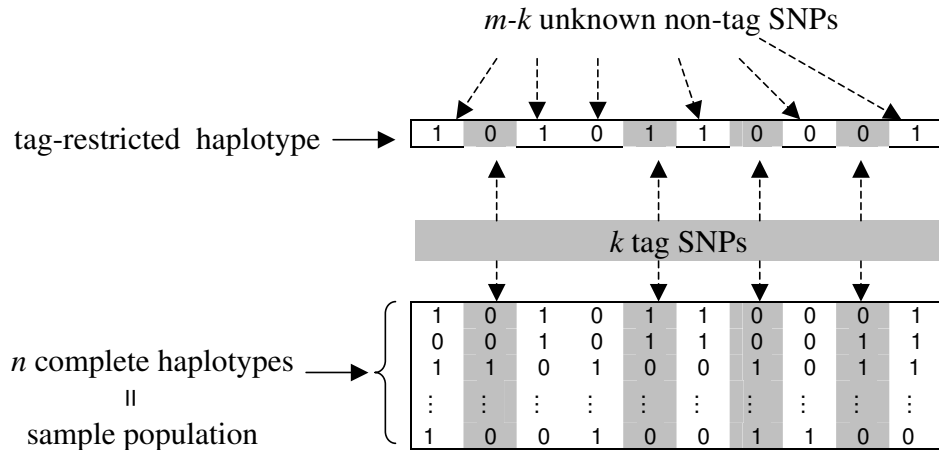 m-k unknown non-tag SNPs
tag-restricted haplotype
1 0 1 0 1 1 0 0 0 1
k tag SNPs
1 0 1 0 1 1 0 0 0 1
0 0 1 0 1 1 0 0 1 1
n complete haplotypes
1 1 0 1 0 0 1 0 1 1
=
⋮ ⋮ ⋮ ⋮ ⋮ ⋮ ⋮ ⋮ ⋮ ⋮
sample population
1 0 0 1 0 0 1 1 0 0